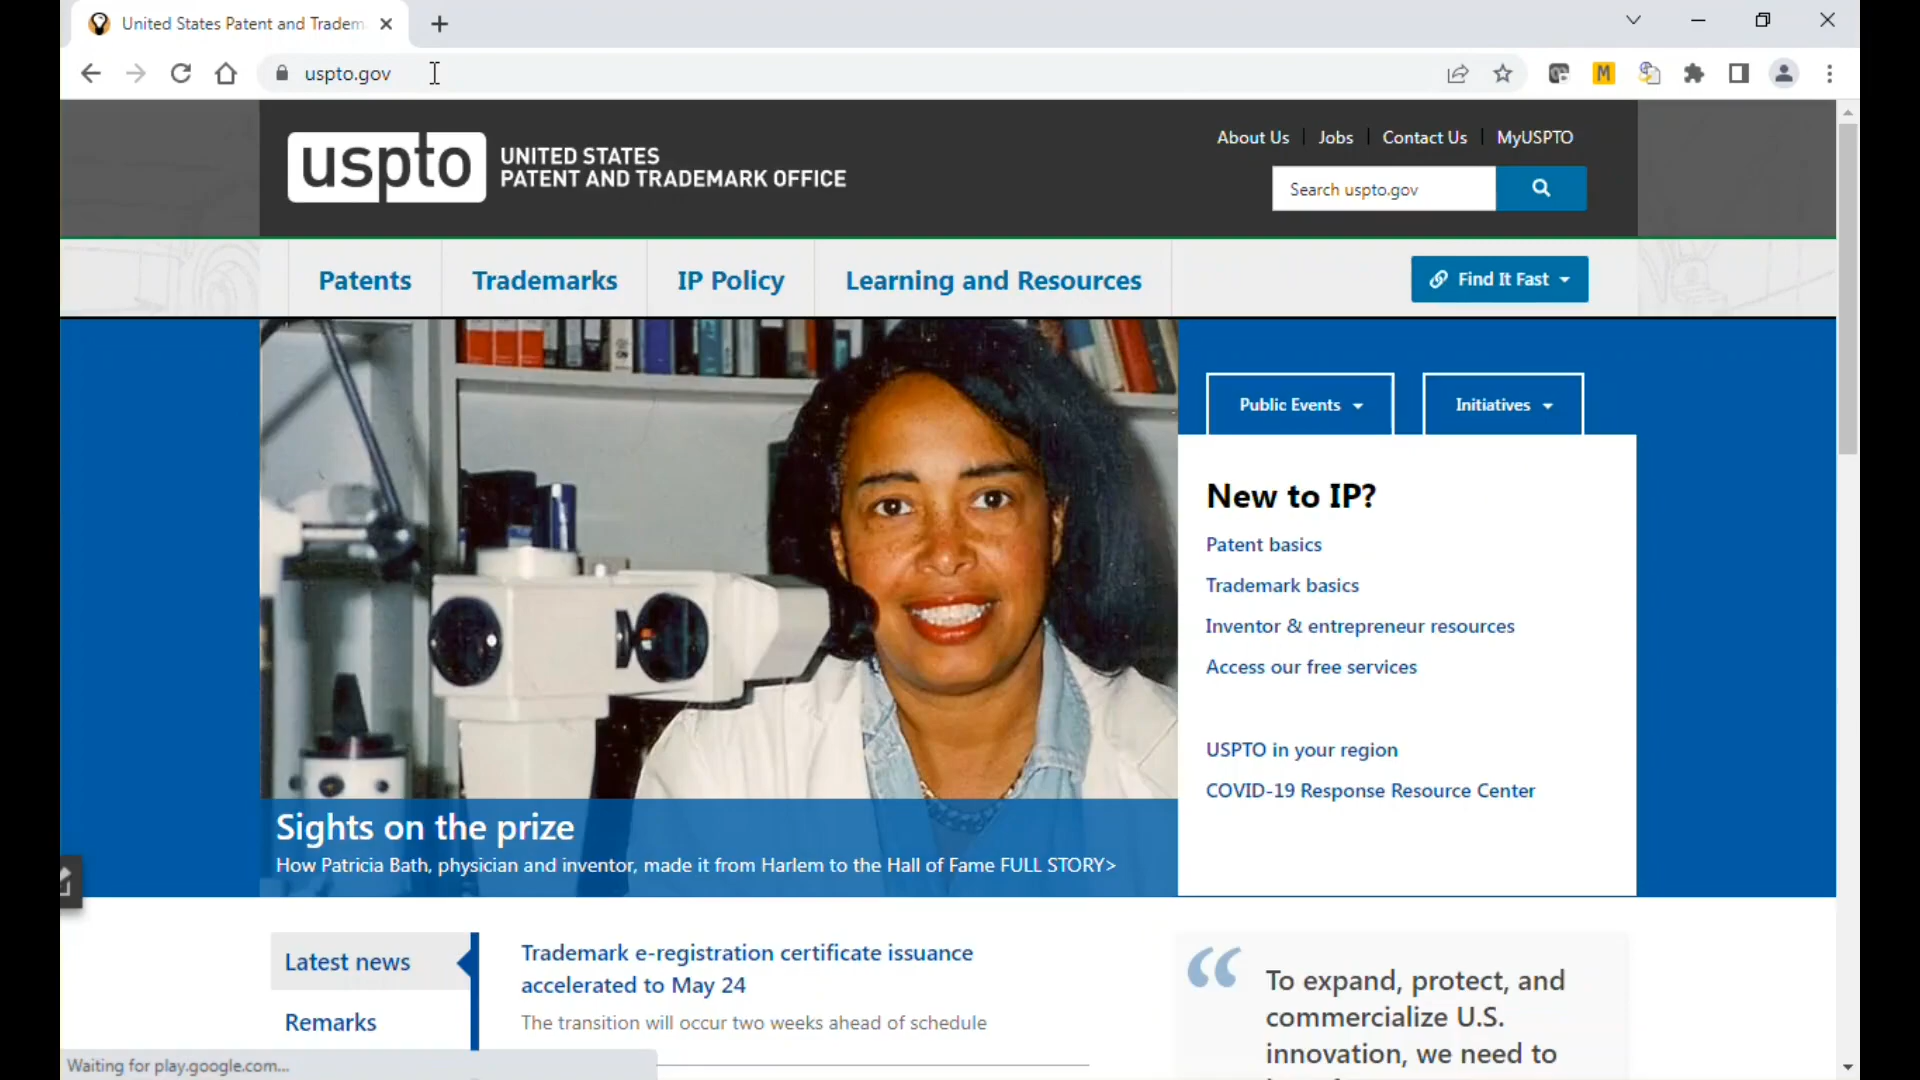 United States Patent and Tradem
uspto.gov
M
uspto
UNITED STATES
PATENT AND TRADEMARK OFFICE
About Us
Jobs
Contact Us
MyUSPTO
Search uspto.gov
Patents
Trademarks
IP Policy
Learning and Resources
Find It Fast
Public Events
Initiatives
New to IP?
Patent basics
Trademark basics
Inventor & entrepreneur resources
Access our free services
USPTO in your region
COVID-19 Response Resource Center
Sights on the prize
How Patricia Bath, physician and inventor, made it from Harlem to the Hall of Fame FULL STORY>
Latest news
Remarks
Trademark e-registration certificate issuance
accelerated to May 24
The transition will occur two weeks ahead of schedule
“
To expand, protect, and
commercialize U.S.
innovation, we need to
Waiting for play.google.com...